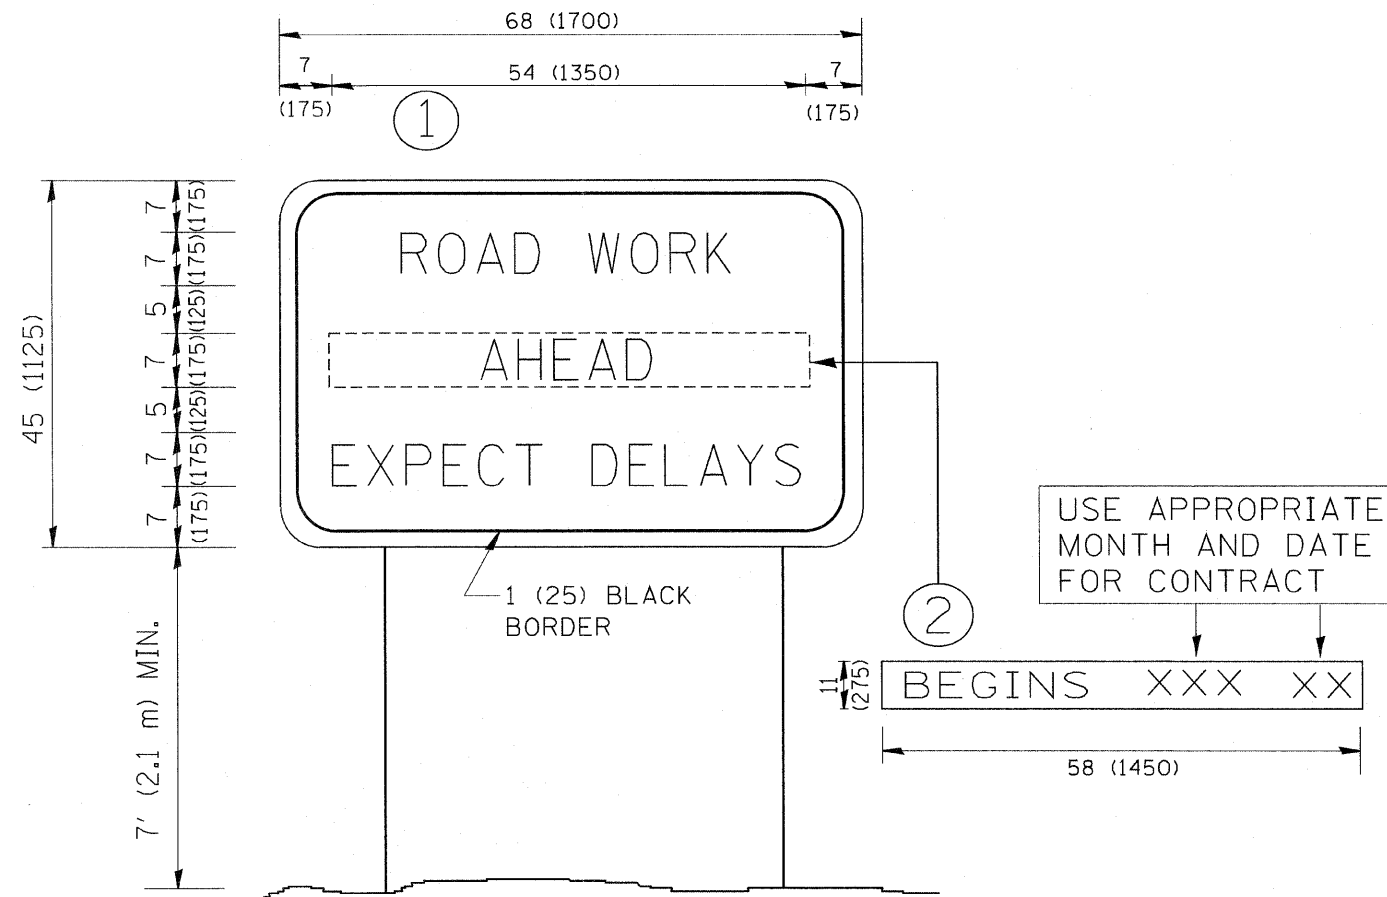 68 (1700)
7
54 (1350)
7
(175)
(175)
1
45 (1125)
7
(175)
7
(175)
5
(125)
7
(175)
5
(125)
7
(175)
7
(175)
ROAD WORK
AHEAD
EXPECT DELAYS
1 (25) BLACK
BORDER
7' (2.1 m) MIN.
USE APPROPRIATE
MONTH AND DATE
FOR CONTRACT
2
11
(275)
BEGINS XXX XX
58 (1450)